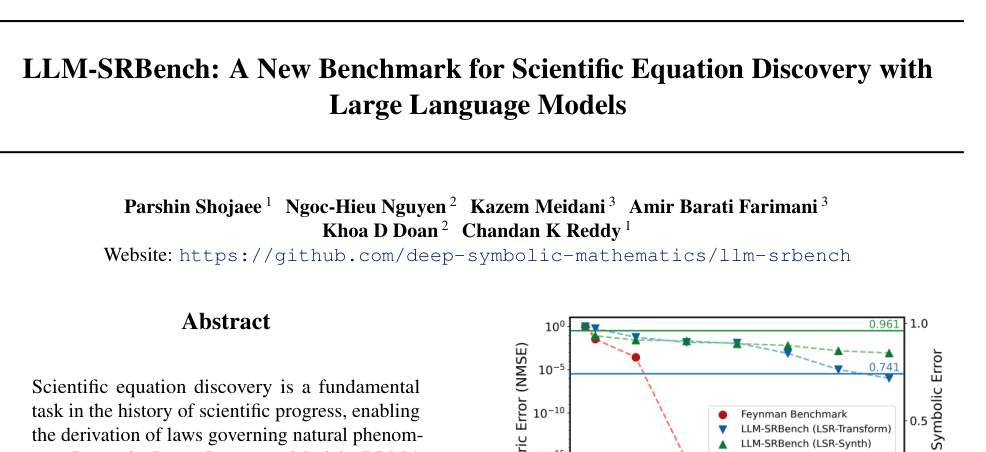 LLM-SRBench: A New Benchmark for Scientific Equation Discovery with
Large Language Models
Parshin Shojaee 1 Ngoc-Hieu Nguyen 2 Kazem Meidani 3 Amir Barati Farimani 3
Khoa D Doan 2 Chandan K Reddy 1
Website: https://github.com/deep-symbolic-mathematics/llm-srbench
Abstract
Scientific equation discovery is a fundamental
task in the history of scientific progress, enabling
the derivation of laws governing natural phenom-
10^0
10^-5
10^-10
ric Error (NMSE)
0.961
0.741
1.0
0.5
Symbolic Error
Feynman Benchmark
LLM-SRBench (LSR-Transform)
LLM-SRBench (LSR-Synth)